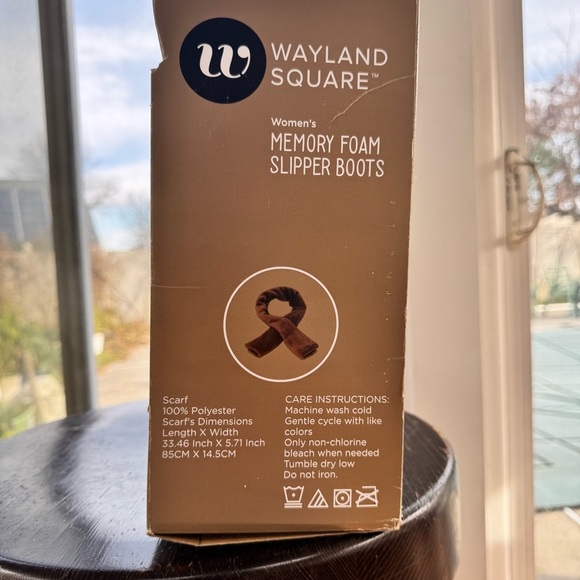 w
WAYLAND
SQUARE™
Women's
MEMORY FOAM
SLIPPER BOOTS
Scarf
100% Polyester
Scarf's Dimensions
Length X Width
33.46 Inch X 5.71 Inch
85CM X 14.5CM
CARE INSTRUCTIONS:
Machine wash cold
Gentle cycle with like
colors
Only non-chlorine
bleach when needed
Tumble dry low
Do not iron.